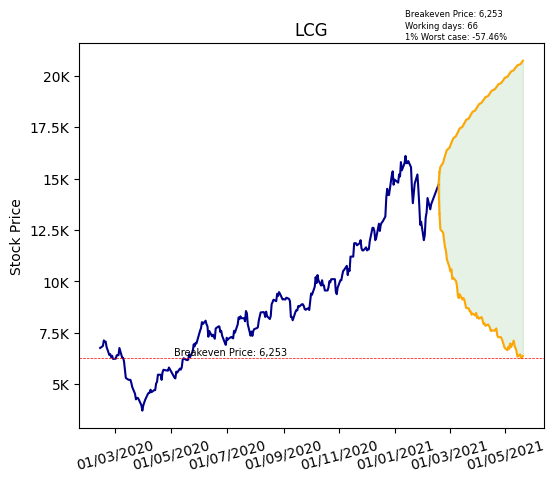 Breakeven Price: 6,253
Working days: 66
1% Worst case: -57.46%
LCG
Stock Price
20K
17.5K
15K
12.5K
10K
7.5K
5K
Breakeven Price: 6,253
01/03/2020
01/05/2020
01/07/2020
01/09/2020
01/11/2020
01/01/2021
01/03/2021
01/05/2021